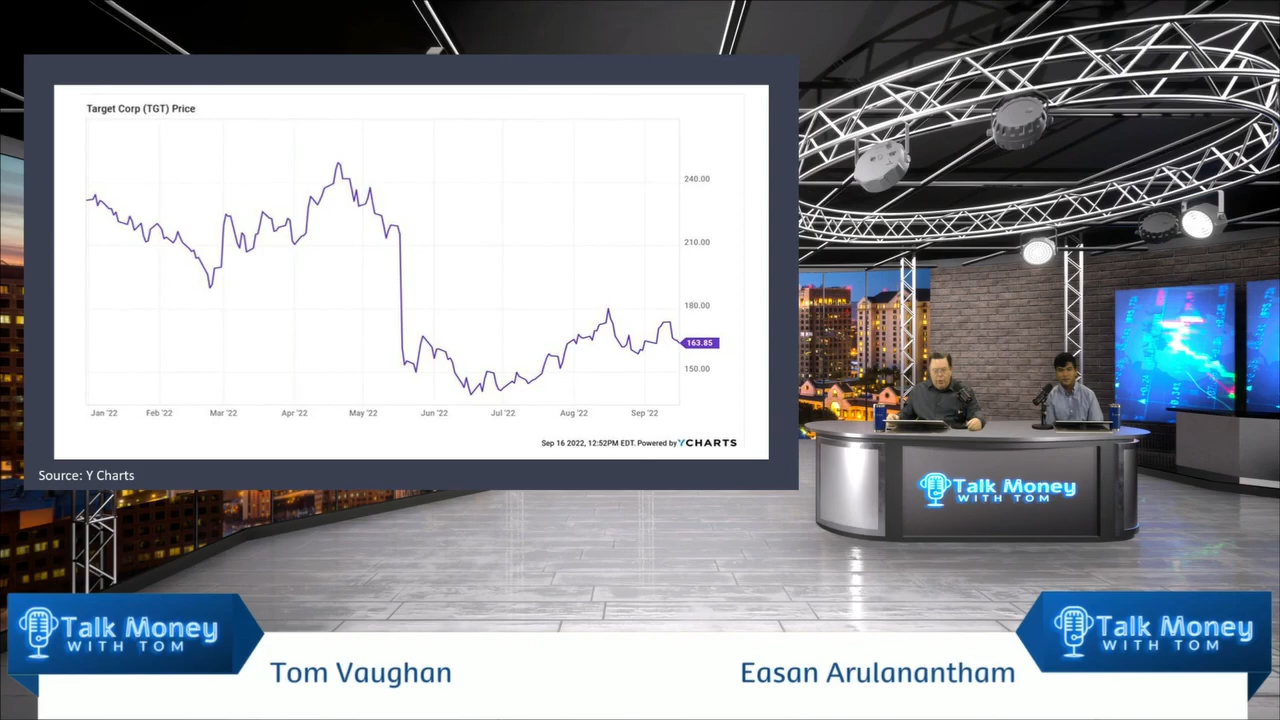 Target Corp (TGT) Price
240.00
210.00
180.00
163.85
150.00
Jan '22 Feb '22 Mar '22 Apr '22 May '22 Jun '22 Jul '22 Aug '22 Sep '22
Sep 16 2022, 12:52PM EDT. Powered by YCHARTS
Source: Y Charts
Talk Money
WITH TOM
Talk Money
WITH TOM
Tom Vaughan
Easan Arulanantham
Talk Money
WITH TOM